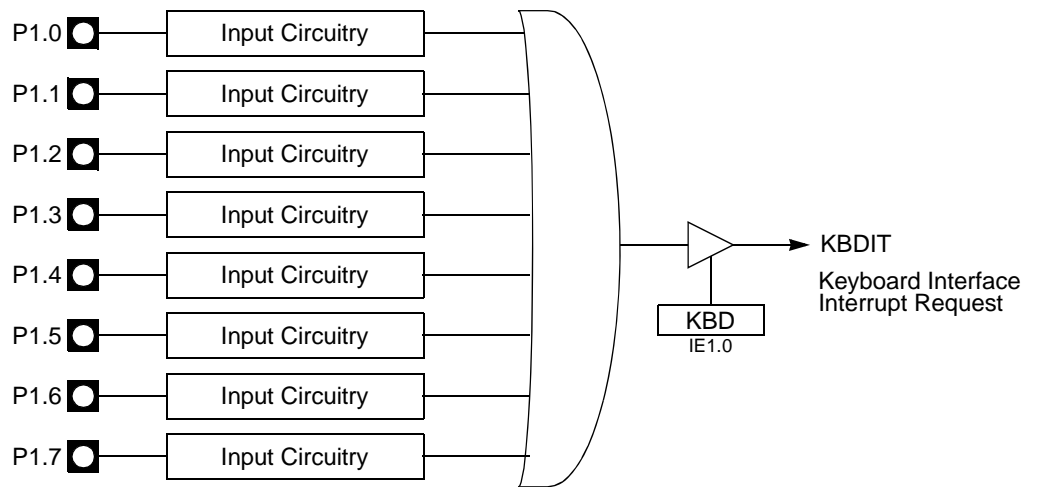 P1.0 Input Circuitry
P1.1 Input Circuitry
P1.2 Input Circuitry
P1.3 Input Circuitry
P1.4 Input Circuitry
P1.5 Input Circuitry
P1.6 Input Circuitry
P1.7 Input Circuitry
KBDIT
Keyboard Interface
Interrupt Request
KBD
IE1.0